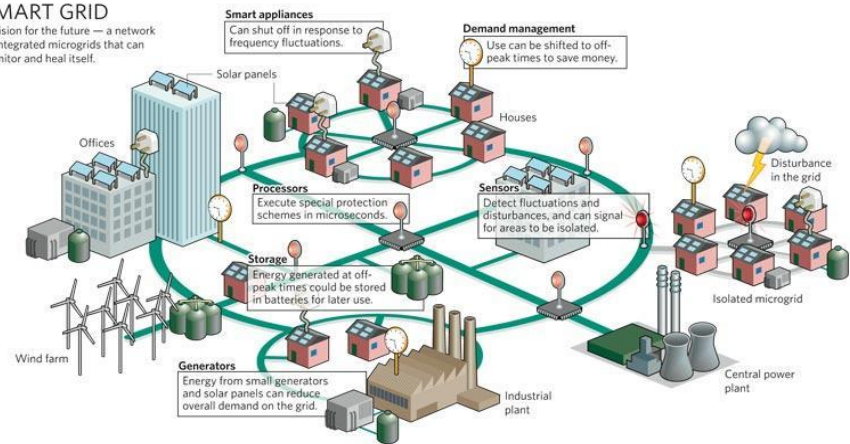 MART GRID
ision for the future — a network
ntegrated microgrids that can
nitor and heal itself.
Smart appliances
Can shut off in response to
frequency fluctuations.
Demand management
Use can be shifted to off-
peak times to save money.
Solar panels
Houses
Offices
Disturbance
in the grid
Processors
Execute special protection
schemes in microseconds.
Sensors
Detect fluctuations and
disturbances, and can signal
for areas to be isolated.
Storage
Energy generated at off-
peak times could be stored
in batteries for later use.
Isolated microgrid
Wind farm
Generators
Energy from small generators
and solar panels can reduce
overall demand on the grid.
Industrial
plant
Central power
plant